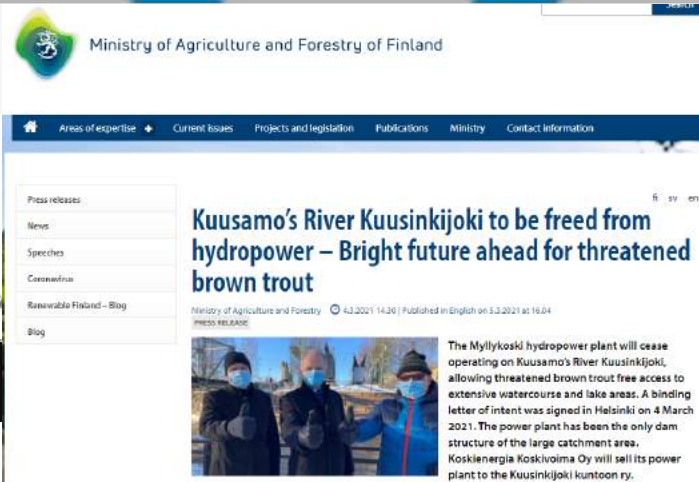 Search
Ministry of Agriculture and Forestry of Finland
Areas of expertise
Current issues
Projects and legislation
Publications
Ministry
Contact information
fi sv en
Press releases
News
Speeches
Coronavirus
Renewable Finland – Blog
Blog
Kuusamo's River Kuusinkijoki to be freed from
hydropower – Bright future ahead for threatened
brown trout
Ministry of Agriculture and Forestry 4.3.2021 14.30 | Published in English on 5.3.2021 at 16.04
PRESS RELEASE
The Myllykoski hydropower plant will cease
operating on Kuusamo's River Kuusinkijoki,
allowing threatened brown trout free access to
extensive watercourse and lake areas. A binding
letter of intent was signed in Helsinki on 4 March
2021. The power plant has been the only dam
structure of the large catchment area.
Koskienergia Koskivoima Oy will sell its power
plant to the Kuusinkijoki kuntoon ry.